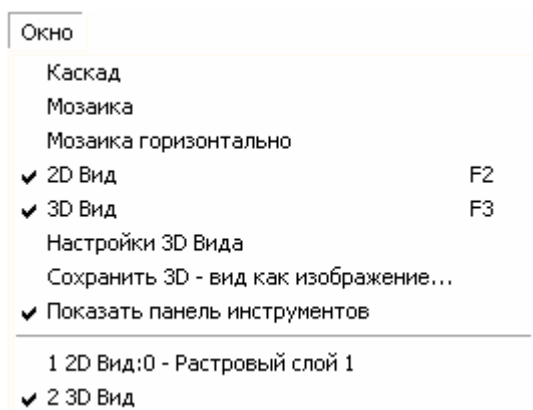 Окно
Каскад
Мозаика
Мозаика горизонтально
2D Вид F2
3D Вид F3
Настройки 3D Вида
Сохранить 3D - вид как изображение...
Показать панель инструментов
1 2D Вид:0 - Растровый слой 1
2 3D Вид